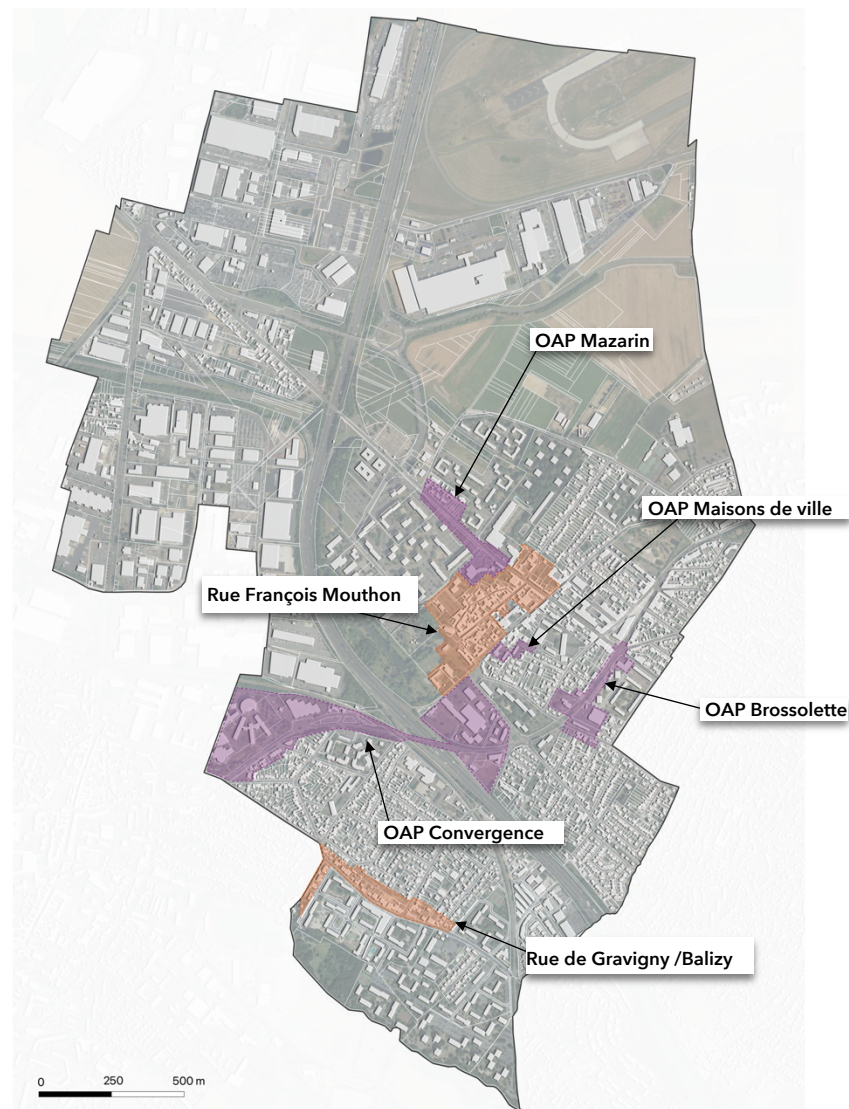 OAP Mazarin
OAP Maisons de ville
Rue François Mouthon
OAP Brossolette
OAP Convergence
Rue de Gravigny /Balizy
0 250 500 m